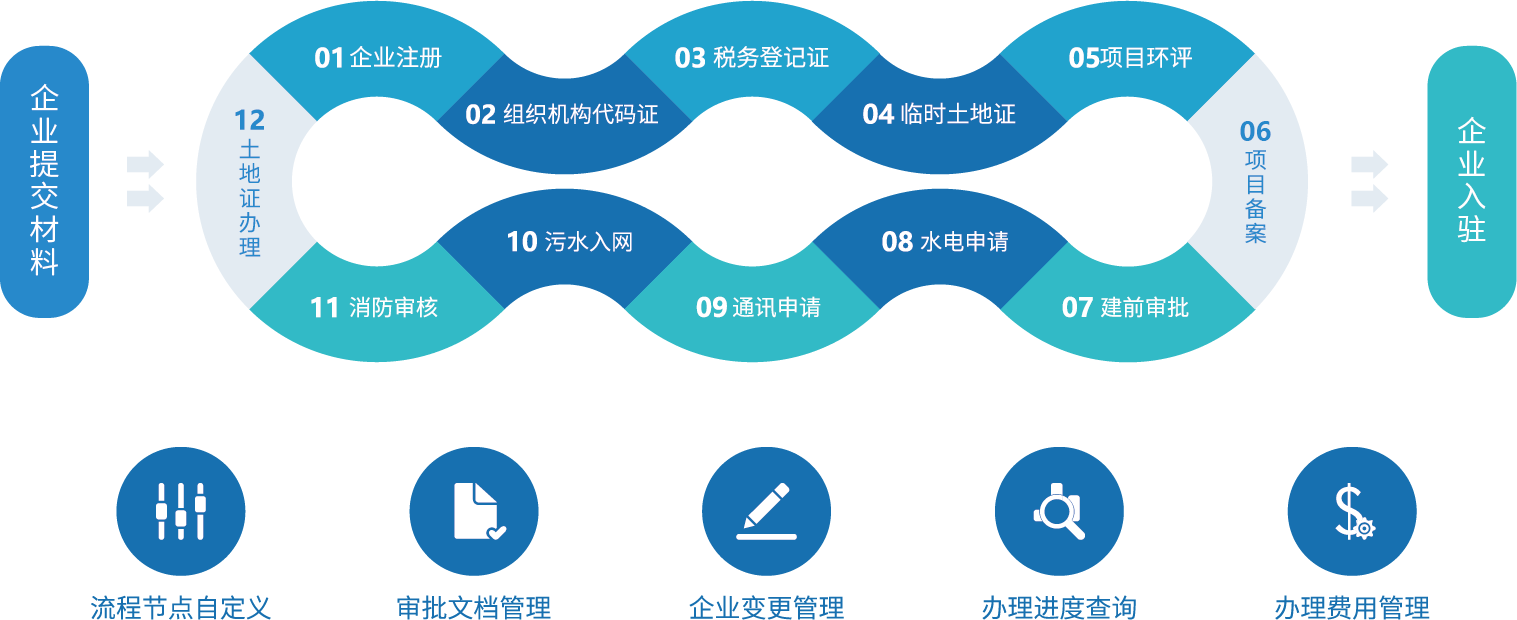 企业提交材料
01 企业注册
02 组织机构代码证
03 税务登记证
04 临时土地证
05项目环评
06
项目备案
07 建前审批
08 水电申请
09 通讯申请
10 污水入网
11 消防审核
12
土地证办理
企业入驻
流程节点自定义
审批文档管理
企业变更管理
办理进度查询
办理费用管理